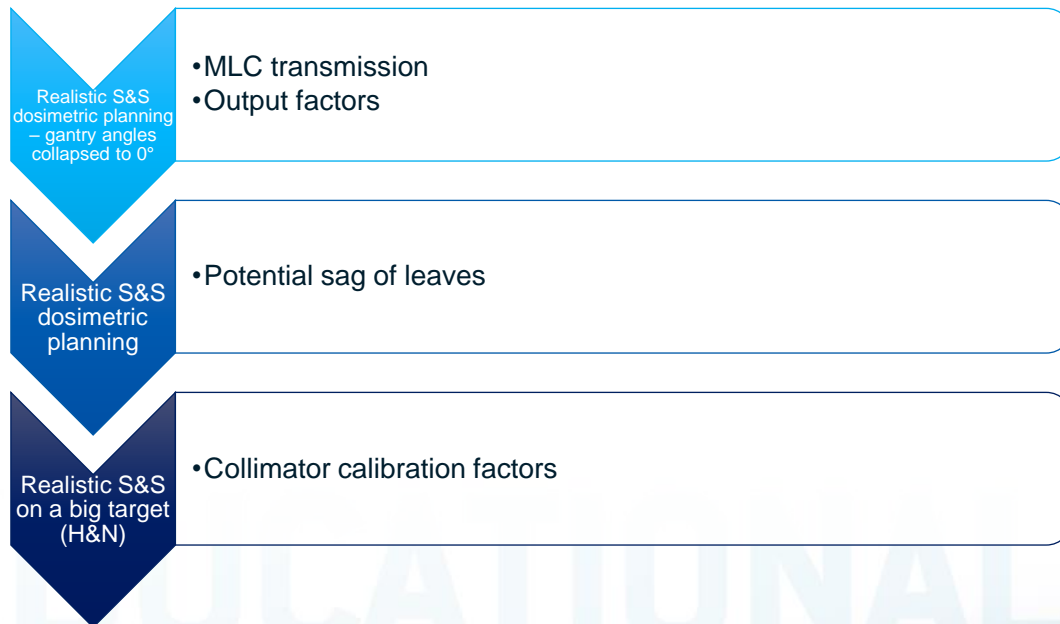 Realistic S&S
dosimetric planning
– gantry angles
collapsed to 0°
•MLC transmission
•Output factors
Realistic S&S
dosimetric
planning
•Potential sag of leaves
Realistic S&S
on a big target
(H&N)
•Collimator calibration factors
EDUCATIONAL